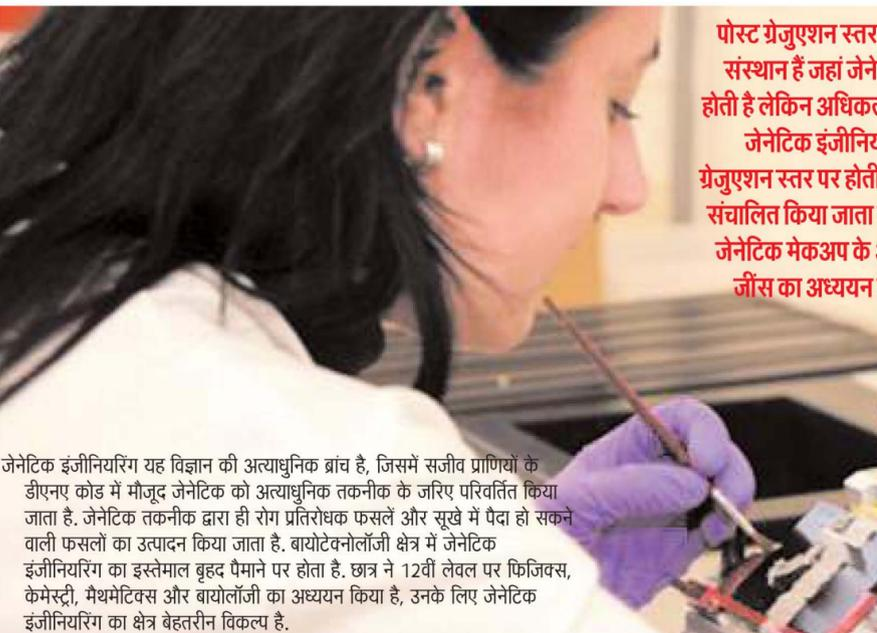 पोस्ट ग्रेजुएशन स्तर
संस्थान हैं जहां जेने
होती है लेकिन अधिकत
जेनेटिक इंजीनिय
ग्रेजुएशन स्तर पर होती
संचालित किया जाता
जेनेटिक मेकअप के
जींस का अध्ययन
जेनेटिक इंजीनियरिंग यह विज्ञान की अत्याधुनिक ब्रांच है, जिसमें सजीव प्राणियों के
डीएनए कोड में मौजूद जेनेटिक को अत्याधुनिक तकनीक के जरिए परिवर्तित किया
जाता है. जेनेटिक तकनीक द्वारा ही रोग प्रतिरोधक फसलें और सूखे में पैदा हो सकने
वाली फसलों का उत्पादन किया जाता है. बायोटेक्नोलॉजी क्षेत्र में जेनेटिक
इंजीनियरिंग का इस्तेमाल बृहद पैमाने पर होता है. छात्र ने 12वीं लेवल पर फिजिक्स,
केमेस्ट्री, मैथमेटिक्स और बायोलॉजी का अध्ययन किया है, उनके लिए जेनेटिक
इंजीनियरिंग का क्षेत्र बेहतरीन विकल्प है.